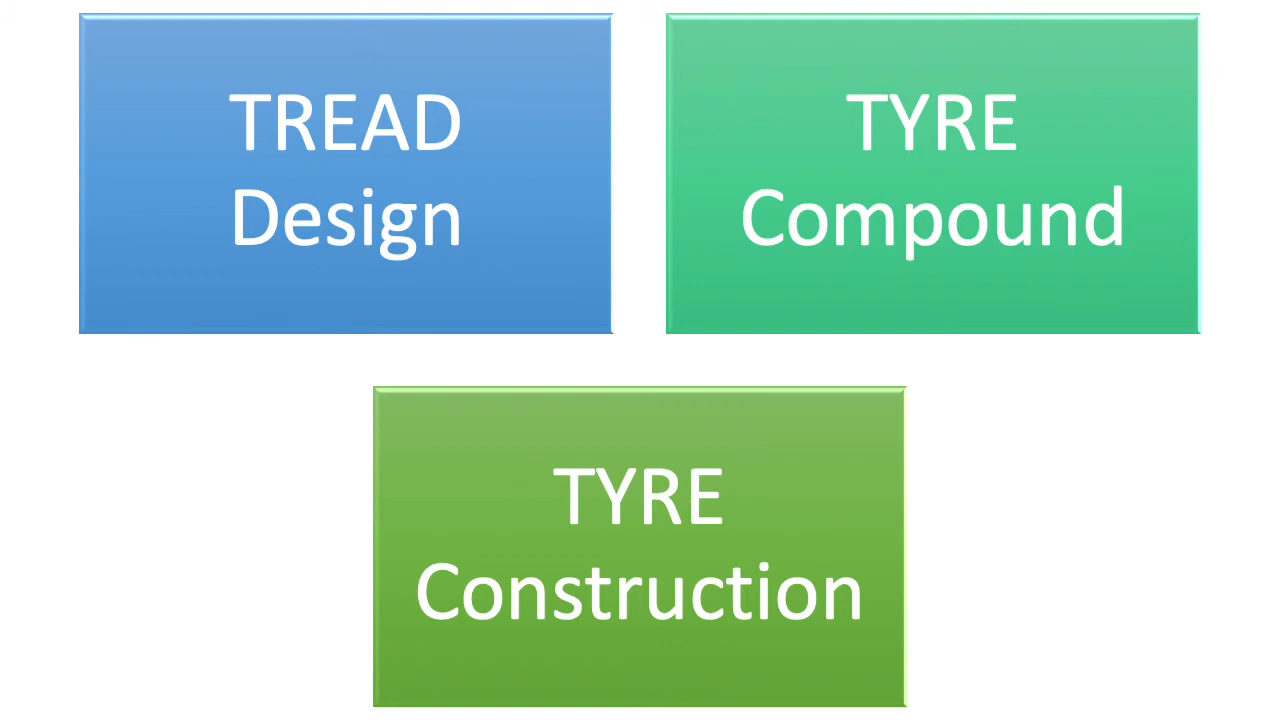 TREAD
Design
TYRE
Compound
TYRE
Construction